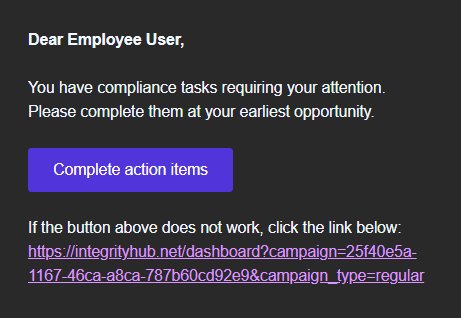 Dear Employee User,
You have compliance tasks requiring your attention.
Please complete them at your earliest opportunity.
Complete action items
If the button above does not work, click the link below:
https://integrityhub.net/dashboard?campaign=25f40e5a-
1167-46ca-a8ca-787b60cd92e9&campaign_type=regular